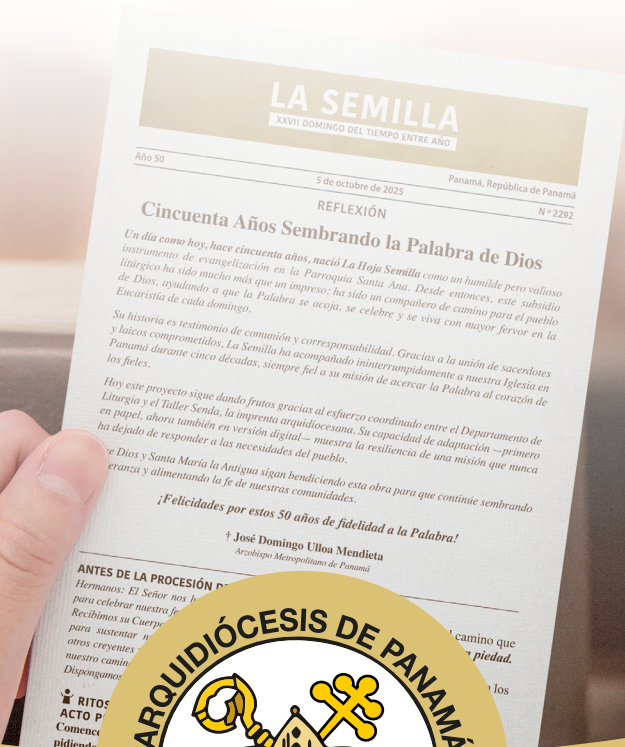 LA SEMILLA
XXVII DOMINGO DEL TIEMPO ENTRE AÑO
Año 50
5 de octubre de 2025
Panamá, República de Panamá
N º 2292
REFLEXIÓN
Cincuenta Años Sembrando la Palabra de Dios
Un día como hoy, hace cincuenta años, nació La Hoja Semilla como un humilde pero valioso
instrumento de evangelización en la Parroquia Santa Ana. Desde entonces, este subsidio
litúrgico ha sido mucho más que un impreso: ha sido un compañero de camino para el pueblo
de Dios, ayudando a que la Palabra se acoja, se celebre y se viva con mayor fervor en la
Eucaristía de cada domingo.
Su historia es testimonio de comunión y corresponsabilidad. Gracias a la unión de sacerdotes
y laicos comprometidos, La Semilla ha acompañado ininterrumpidamente a nuestra Iglesia en
Panamá durante cinco décadas, siempre fiel a su misión de acercar la Palabra al corazón de
los fieles.
Hoy este proyecto sigue dando frutos gracias al esfuerzo coordinado entre el Departamento de
Liturgia y el Taller Senda, la imprenta arquidiocesana. Su capacidad de adaptación —primero
en papel, ahora también en versión digital— muestra la resiliencia de una misión que nunca
ha dejado de responder a las necesidades del pueblo.
Dios y Santa María la Antigua sigan bendiciendo esta obra para que continúe sembrando
eranza y alimentando la fe de nuestras comunidades.
¡Felicidades por estos 50 años de fidelidad a la Palabra!
† José Domingo Ulloa Mendieta
Arzobispo Metropolitano de Panamá
ANTES DE LA PROCESIÓN
Hermanos: El Señor nos
para celebrar nuestra
camino que
Recibimos su Cuerpo
piedad.
para sustentar
otros creyentes
los
nuestro
Dispongamos
RITOS
ACTO
ARQUIDIÓCESIS DE PANAMÁ